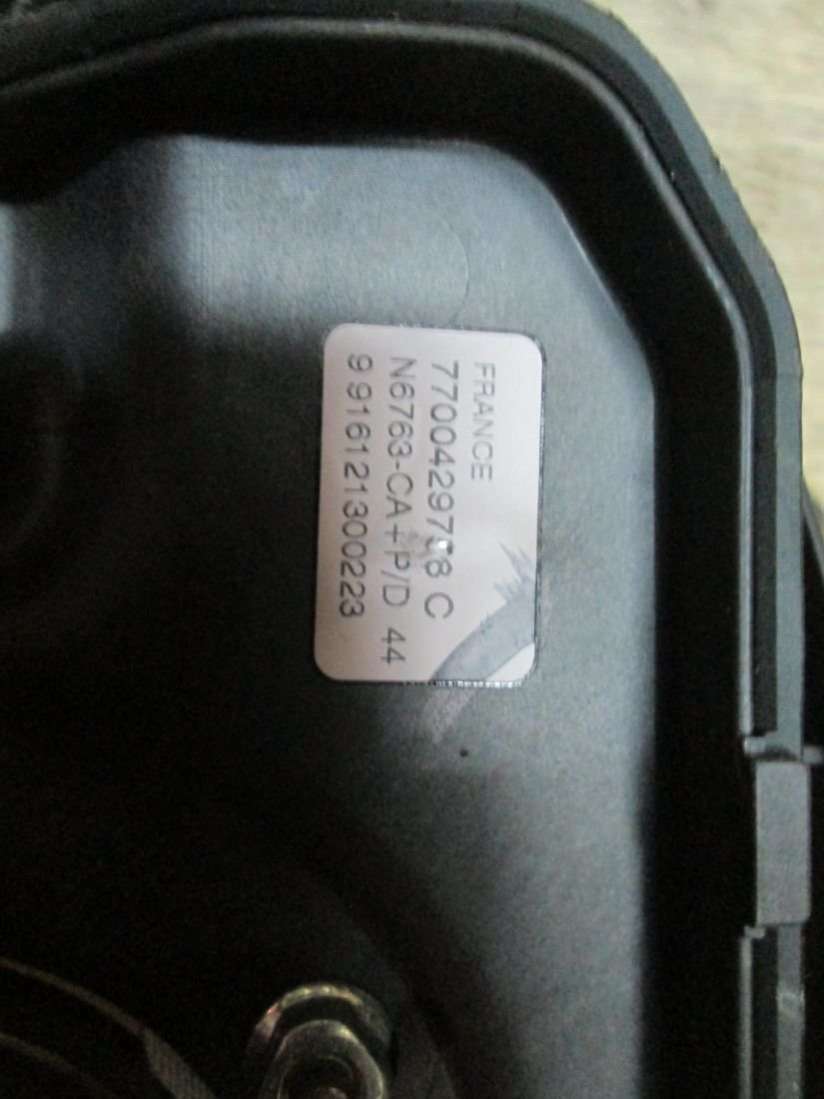 FRANCE
C
N6763-CA+P/D 44
9 916121300223